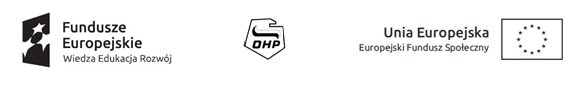 Fundusze
Europejskie
Wiedza Edukacja Rozwój
OHP
Unia Europejska
Europejski Fundusz Społeczny